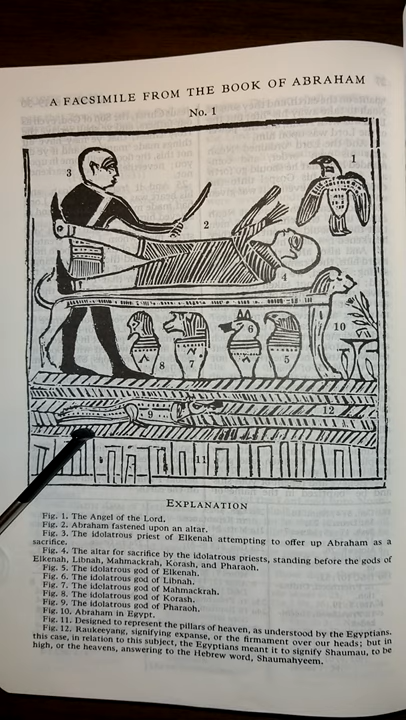 A FACSIMILE FROM THE BOOK OF ABRAHAM
No. 1
3
1
2
4
10
8
7
6
5
9
12
11
EXPLANATION
Fig. 1. The Angel of the Lord.
Fig. 2. Abraham fastened upon an altar.
Fig. 3. The idolatrous priest of Elkenah attempting to offer up Abraham as a
sacrifice.
Fig. 4. The altar for sacrifice by the idolatrous priests, standing before the gods of
Elkenah, Libnah, Mahmackrah, Korash, and Pharaoh.
Fig. 5. The idolatrous god of Elkenah.
Fig. 6. The idolatrous god of Libnah.
Fig. 7. The idolatrous god of Mahmackrah.
Fig. 8. The idolatrous god of Korash.
Fig. 9. The idolatrous god of Pharaoh.
Fig. 10. Abraham in Egypt.
Fig. 11. Designed to represent the pillars of heaven, as understood by the Egyptians.
Fig. 12. Raukeeyang, signifying expanse, or the firmament over our heads; but in
this case, in relation to this subject, the Egyptians meant it to signify Shaumau, to be
high, or the heavens, answering to the Hebrew word, Shaumahyeem.